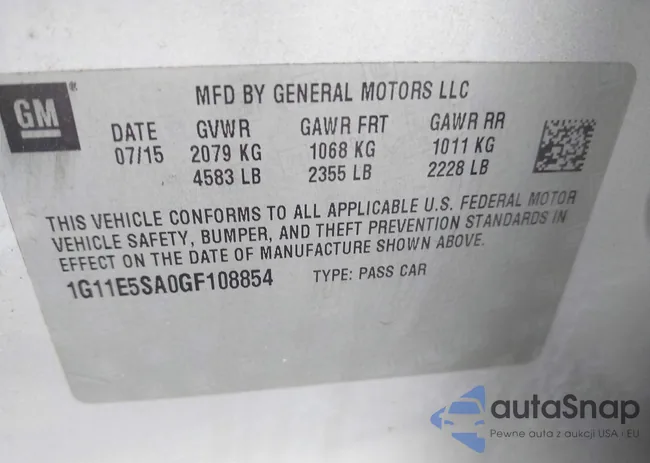 GM
MFD BY GENERAL MOTORS LLC
DATE GVWR GAWR FRT GAWR RR
07/15 2079 KG 1068 KG 1011 KG
4583 LB 2355 LB 2228 LB
THIS VEHICLE CONFORMS TO ALL APPLICABLE U.S. FEDERAL MOTOR
VEHICLE SAFETY, BUMPER, AND THEFT PREVENTION STANDARDS IN
EFFECT ON THE DATE OF MANUFACTURE SHOWN ABOVE.
1G11E5SA0GF108854 TYPE: PASS CAR
autaSnap
Pewne auta z aukcji USA i EU